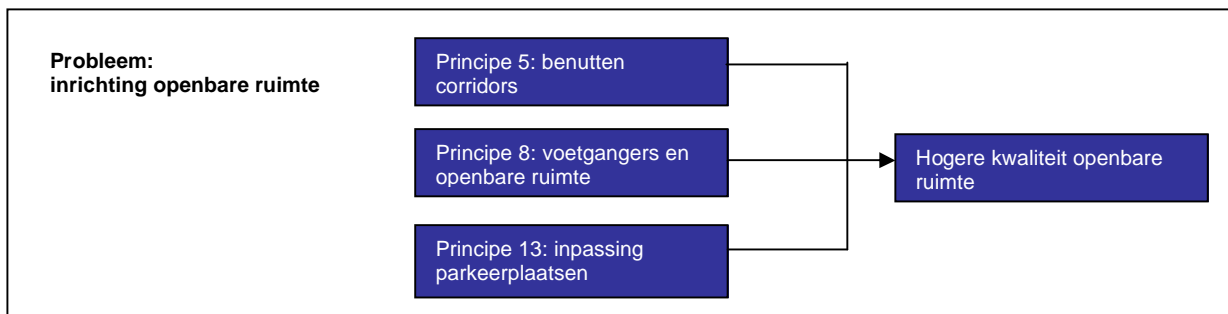 Probleem:
inrichting openbare ruimte
Principe 5: benutten
corridors
Principe 8: voetgangers en
openbare ruimte
Principe 13: inpassing
parkeerplaatsen
Hogere kwaliteit openbare
ruimte